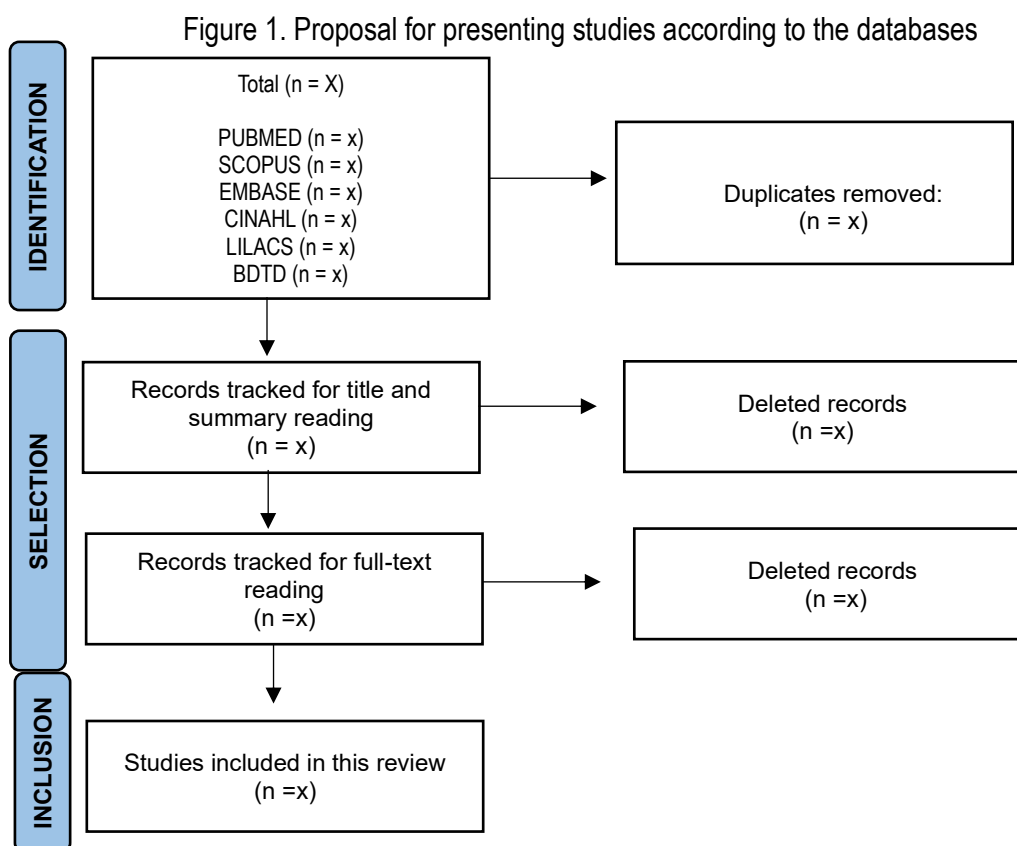 Figure 1. Proposal for presenting studies according to the databases
IDENTIFICATION
Total (n = X)
PUBMED (n = x)
SCOPUS (n = x)
EMBASE (n = x)
CINAHL (n = x)
LILACS (n = x)
BDTD (n = x)
Duplicates removed:
(n = x)
SELECTION
Records tracked for title and
summary reading
(n = x)
Deleted records
(n =x)
Records tracked for full-text
reading
(n =x)
Deleted records
(n =x)
INCLUSION
Studies included in this review
(n =x)